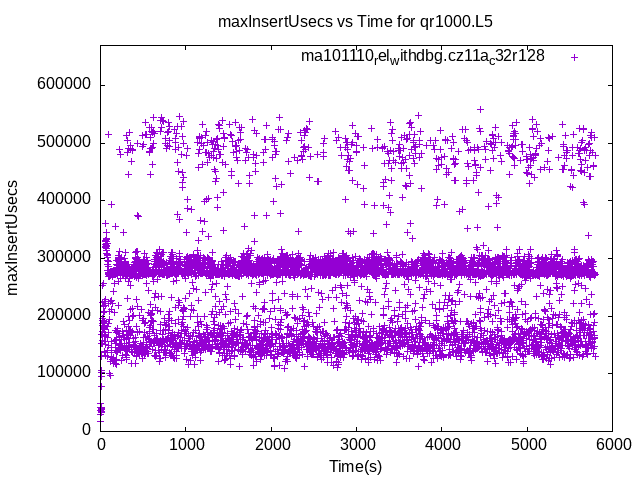 maxInsertUsecs vs Time for qr1000.L5
ma101110relwithdbg.cz11ac32r128
600000
500000
400000
300000
200000
100000
0
maxInsertUsecs
0 1000 2000 3000 4000 5000 6000
Time(s)